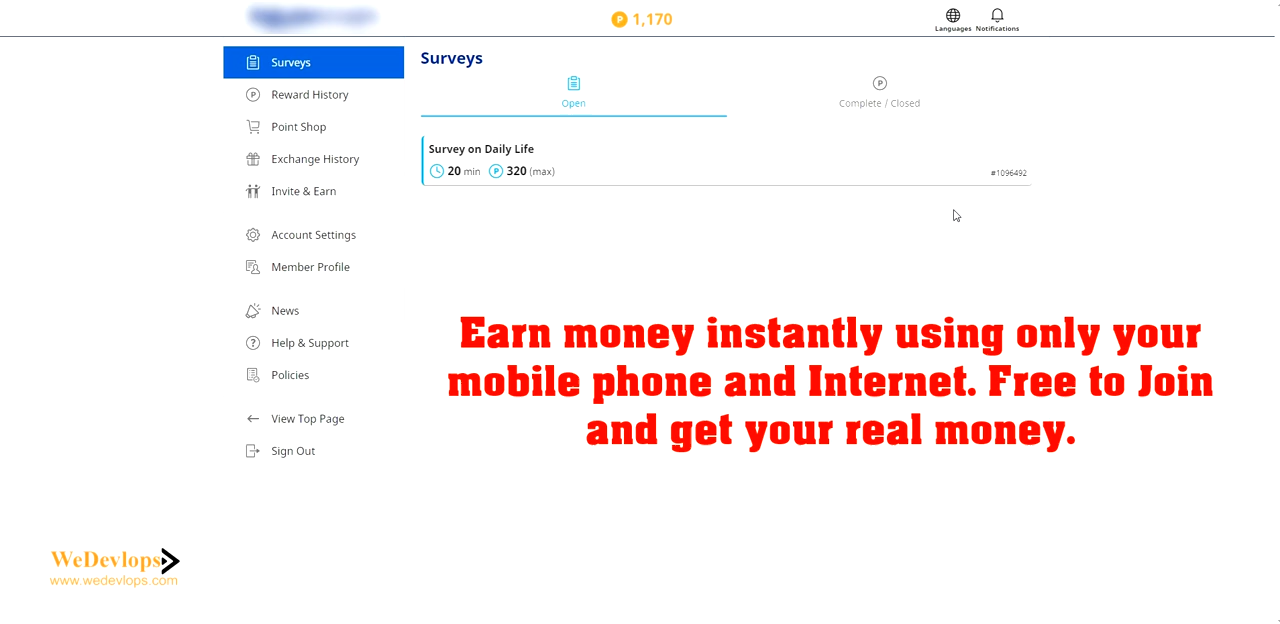 1,170
Languages
Notifications
Surveys
Reward History
Point Shop
Exchange History
Invite & Earn
Account Settings
Member Profile
News
Help & Support
Policies
View Top Page
Sign Out
Surveys
Open
Complete / Closed
Survey on Daily Life
20 min 320 (max)
#1096492
Earn money instantly using only your
mobile phone and Internet. Free to Join
and get your real money.
WeDevlops
www.wedevlops.com